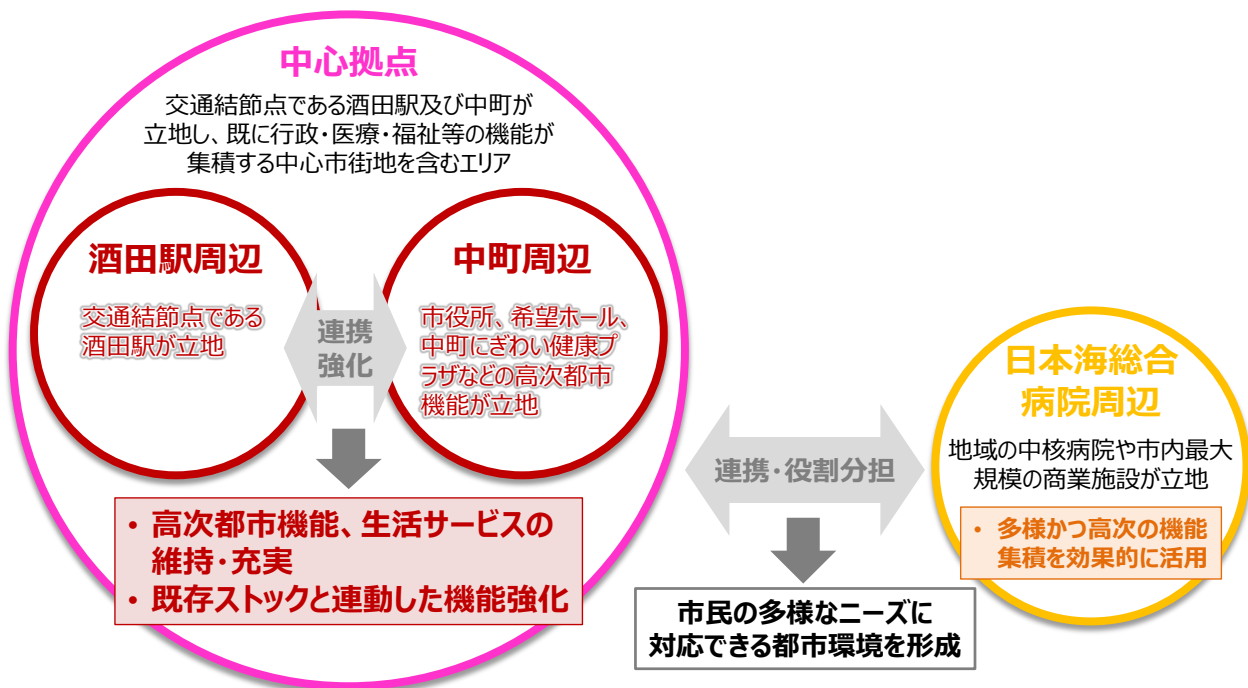 中心拠点
交通結節点である酒田駅及び中町が
立地し、既に行政・医療・福祉等の機能が
集積する中心市街地を含むエリア
酒田駅周辺
交通結節点である
酒田駅が立地
連携
強化
中町周辺
市役所、希望ホール、
中町にぎわい健康プ
ラザなどの高次都市
機能が立地
• 高次都市機能、生活サービスの
維持・充実
• 既存ストックと連動した機能強化
連携・役割分担
市民の多様なニーズに
対応できる都市環境を形成
日本海総合
病院周辺
地域の中核病院や市内最大
規模の商業施設が立地
• 多様かつ高次の機能
集積を効果的に活用